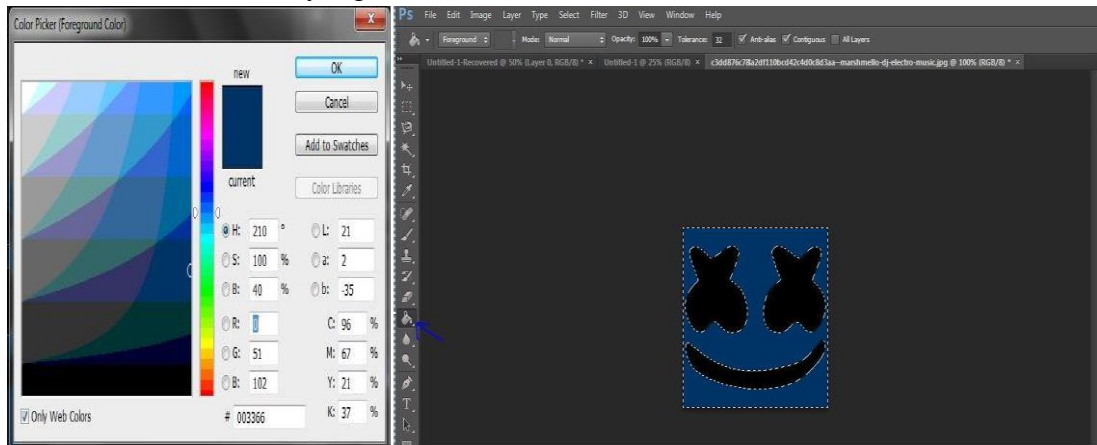 Color Picker (Foreground Color)
X
new
current
OK
Cancel
Add to Swatches
Color Libraries
H: 210 °
L: 21
S: 100 %
a: 2
B: 40 %
b: -35
R: 0
C: 96 %
G: 51
M: 67 %
B: 102
Y: 21 %
# 003366
K: 37 %
Only Web Colors
Ps File Edit Image Layer Type Select Filter 3D View Window Help
Foreground Mode: Normal Opacity: 100% Tolerance: 32 Anti-alias Contiguous All Layers
Untitled-1-Recovered @ 50% (Layer 0, RGB/8) * x Untitled-1 @ 25% (RGB/8) x c3dd876c78a2df110bcd42c4d0c8d3aa--marshmello-dj-electro-music.jpg @ 100% (RGB/8) * x
T